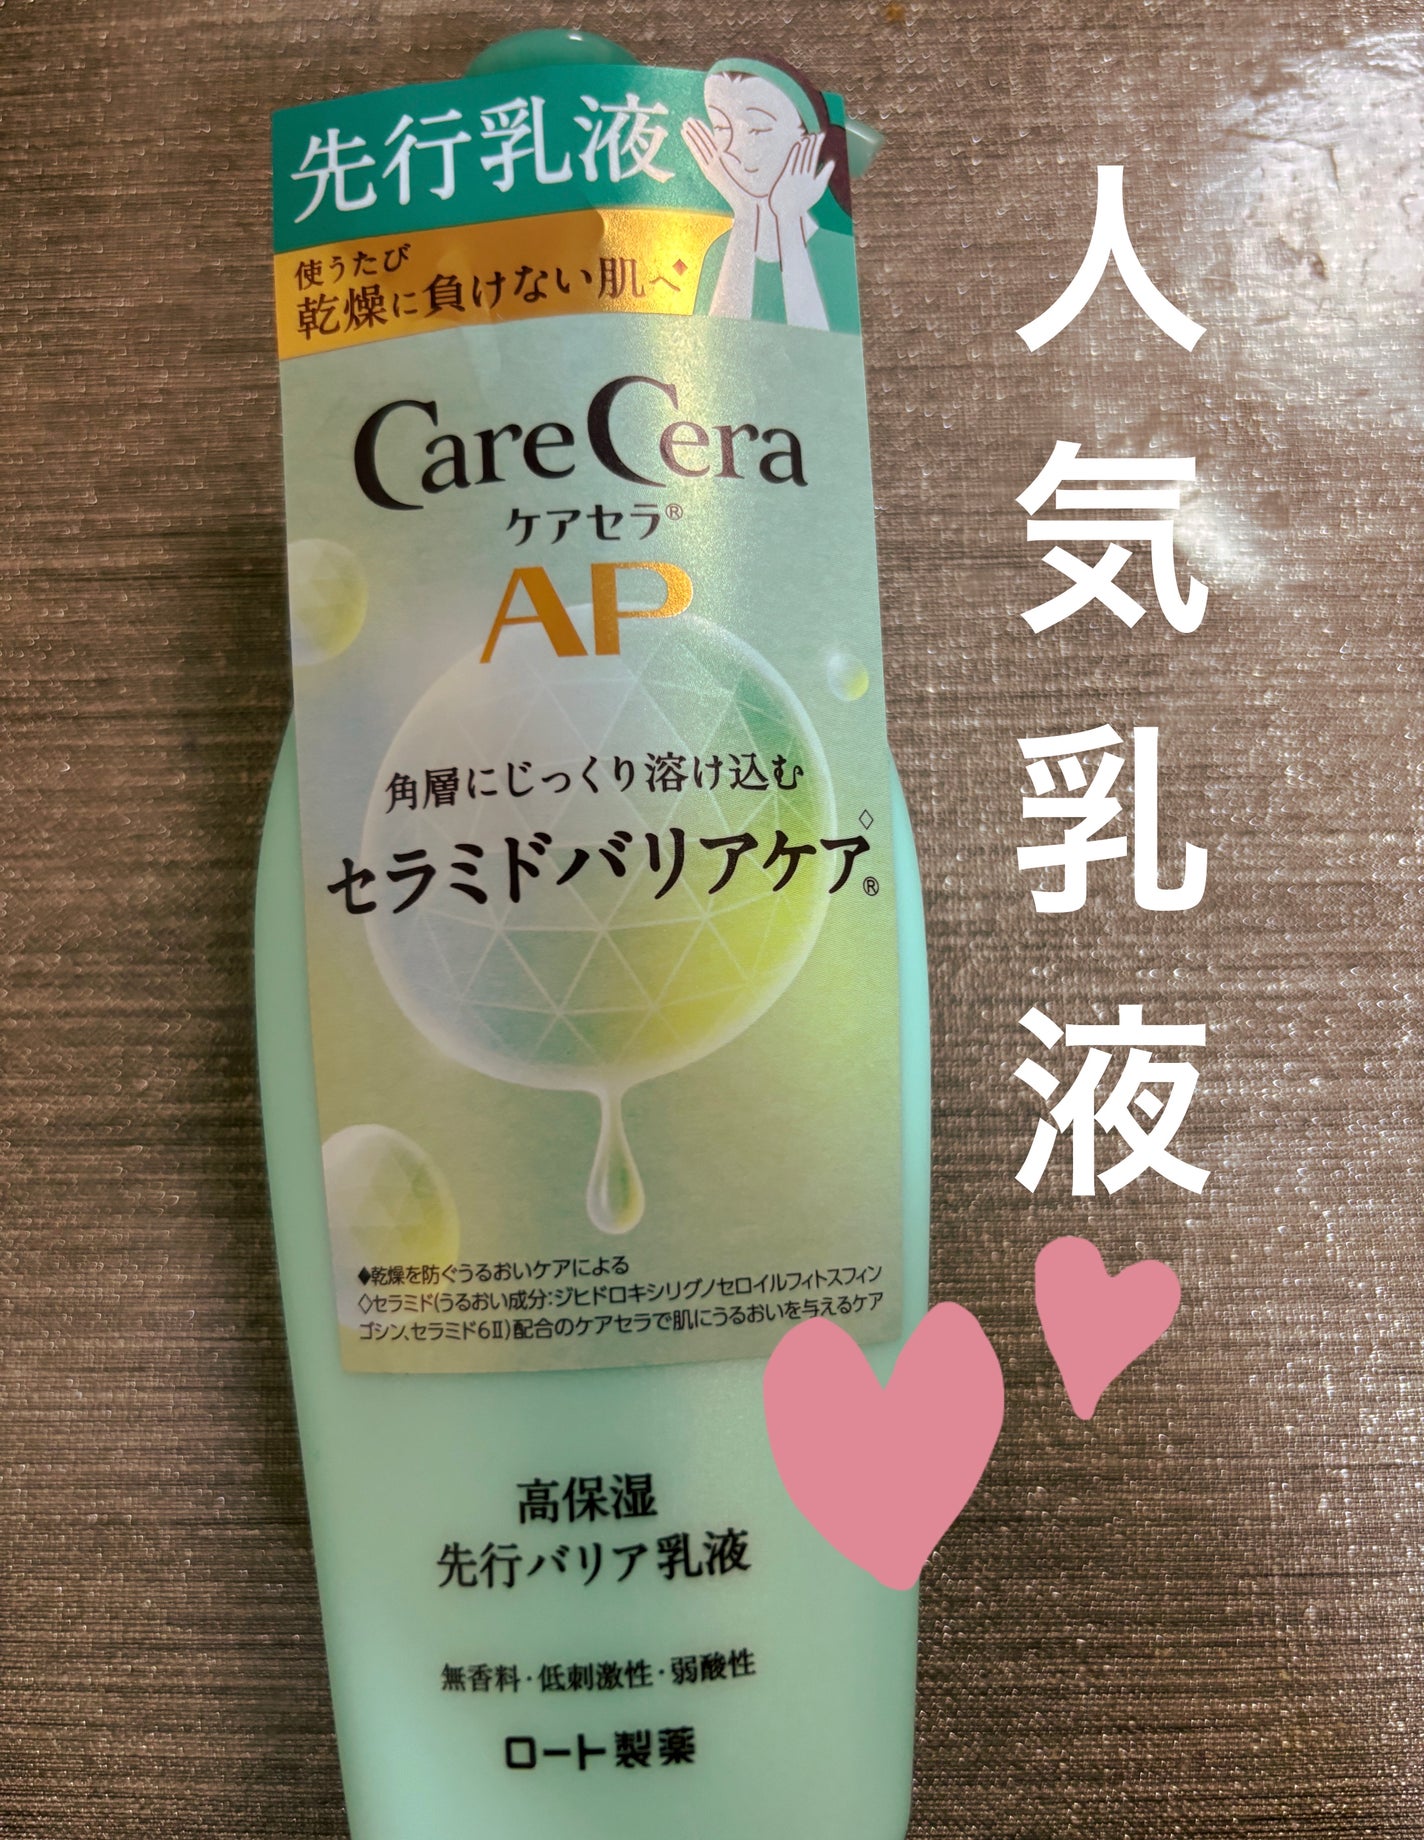 先行乳液
使うたび
乾燥に負けない肌へ◆
CareCera
ケアセラ®
AP
角層にじっくり溶け込む
セラミドバリアケア◇®
◆乾燥を防ぐうるおいケアによる
◇セラミド(うるおい成分:ジヒドロキシリグノセロイルフィトスフィン
ゴシン、セラミド6Ⅱ)配合のケアセラで肌にうるおいを与えるケア
高保湿
先行バリア乳液
無香料・低刺激性・弱酸性
ロート製薬
人気乳液